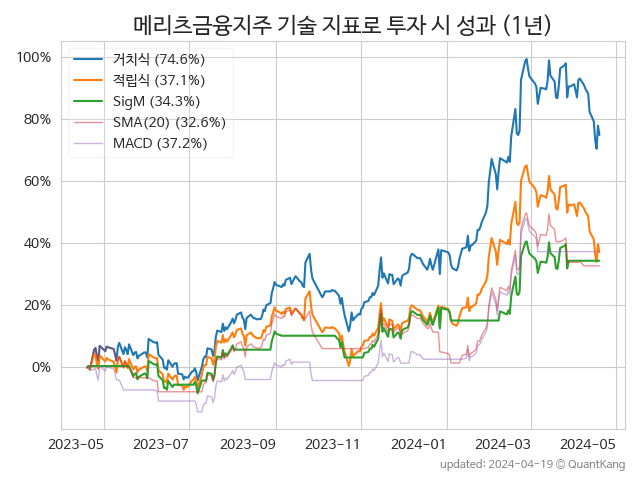 메리츠금융지주 기술 지표로 투자 시 성과 (1년)
거치식 (74.6%)
적립식 (37.1%)
SigM (34.3%)
SMA(20) (32.6%)
MACD (37.2%)
100%
80%
60%
40%
20%
0%
2023-05 2023-07 2023-09 2023-11 2024-01 2024-03 2024-05
updated: 2024-04-19 © QuantKang